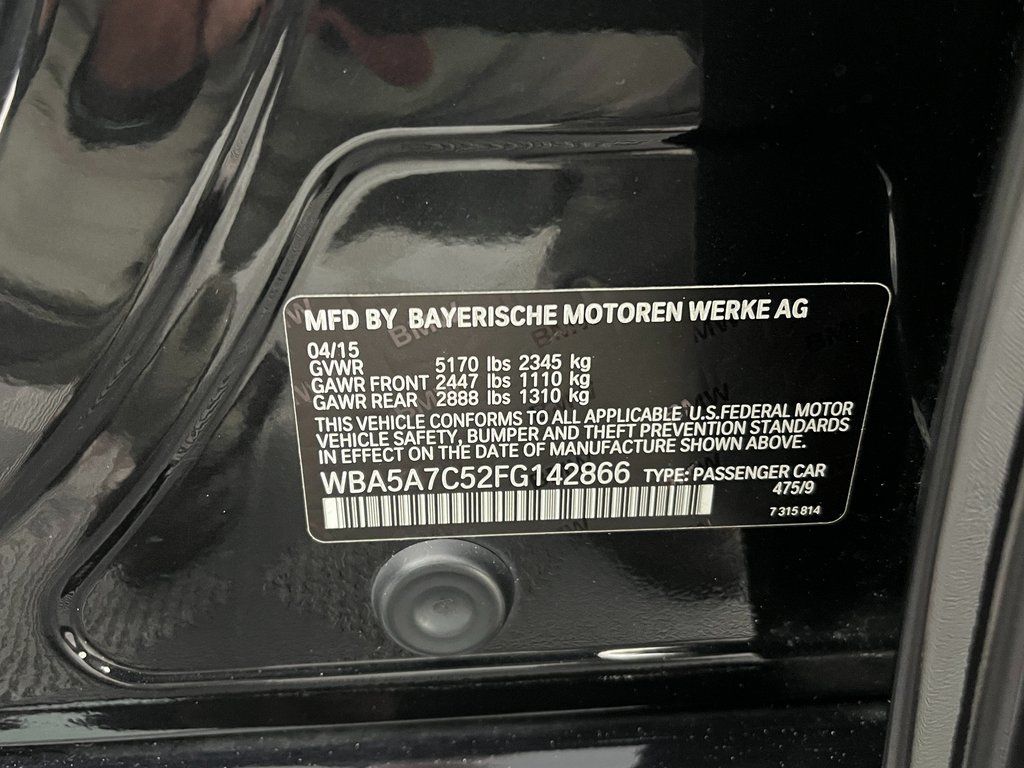 MFD BY BAYERISCHE MOTOREN WERKE AG
04/15
GVWR 5170 lbs 2345 kg
GAWR FRONT 2447 lbs 1110 kg
GAWR REAR 2888 lbs 1310 kg
THIS VEHICLE CONFORMS TO ALL APPLICABLE U.S.FEDERAL MOTOR
VEHICLE SAFETY, BUMPER AND THEFT PREVENTION STANDARDS
IN EFFECT ON THE DATE OF MANUFACTURE SHOWN ABOVE.
WBA5A7C52FG142866 TYPE: PASSENGER CAR
475/9
7 315 814